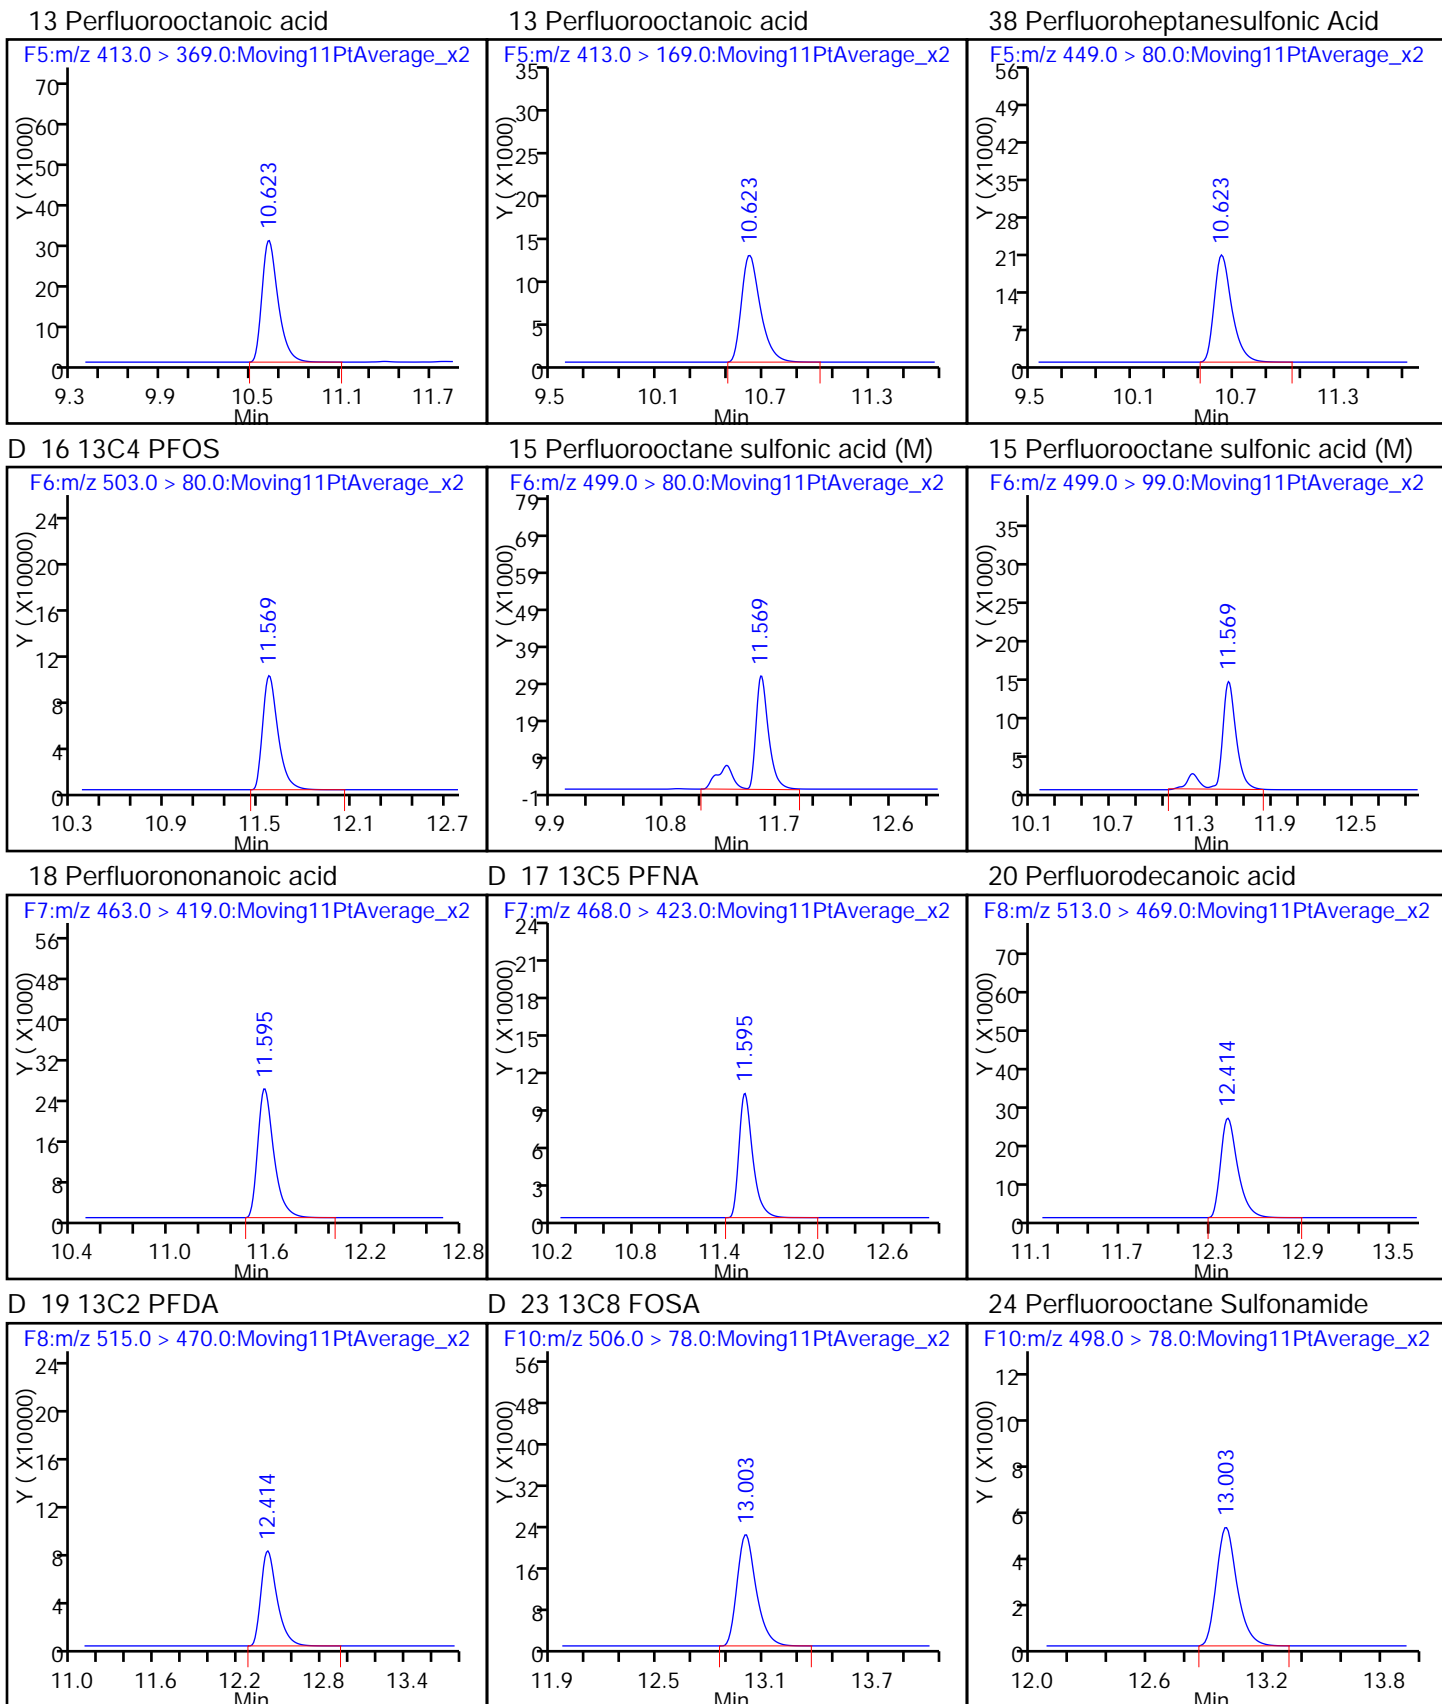 13 Perfluorooctanoic acid
F5:m/z 413.0 > 369.0:Moving11PtAverage_x2
Y ( X1000)
70
60
50
40
30
20
10
0
10.623
9.3 9.9 10.5 11.1 11.7
Min
13 Perfluorooctanoic acid
F5:m/z 413.0 > 169.0:Moving11PtAverage_x2
Y ( X1000)
35
30
25
20
15
10
5
0
10.623
9.5 10.1 10.7 11.3
Min
38 Perfluoroheptanesulfonic Acid
F5:m/z 449.0 > 80.0:Moving11PtAverage_x2
Y ( X1000)
56
49
42
35
28
21
14
7
0
10.623
9.5 10.1 10.7 11.3
Min
D 16 13C4 PFOS
F6:m/z 503.0 > 80.0:Moving11PtAverage_x2
Y ( X10000)
24
20
16
12
8
4
0
11.569
10.3 10.9 11.5 12.1 12.7
Min
15 Perfluorooctane sulfonic acid (M)
F6:m/z 499.0 > 80.0:Moving11PtAverage_x2
Y ( X1000)
79
69
59
49
39
29
19
9
-1
11.569
9.9 10.8 11.7 12.6
Min
15 Perfluorooctane sulfonic acid (M)
F6:m/z 499.0 > 99.0:Moving11PtAverage_x2
Y ( X1000)
35
30
25
20
15
10
5
0
11.569
10.1 10.7 11.3 11.9 12.5
Min
18 Perfluorononanoic acid
F7:m/z 463.0 > 419.0:Moving11PtAverage_x2
Y ( X1000)
56
48
40
32
24
16
8
0
11.595
10.4 11.0 11.6 12.2 12.8
Min
D 17 13C5 PFNA
F7:m/z 468.0 > 423.0:Moving11PtAverage_x2
Y ( X10000)
24
21
18
15
12
9
6
3
0
11.595
10.2 10.8 11.4 12.0 12.6
Min
20 Perfluorodecanoic acid
F8:m/z 513.0 > 469.0:Moving11PtAverage_x2
Y ( X1000)
70
60
50
40
30
20
10
0
12.414
11.1 11.7 12.3 12.9 13.5
Min
D 19 13C2 PFDA
F8:m/z 515.0 > 470.0:Moving11PtAverage_x2
Y ( X10000)
24
20
16
12
8
4
0
12.414
11.0 11.6 12.2 12.8 13.4
Min
D 23 13C8 FOSA
F10:m/z 506.0 > 78.0:Moving11PtAverage_x2
Y ( X10000)
56
48
40
32
24
16
8
0
13.003
11.9 12.5 13.1 13.7
Min
24 Perfluorooctane Sulfonamide
F10:m/z 498.0 > 78.0:Moving11PtAverage_x2
Y ( X1000)
12
10
8
6
4
2
0
13.003
12.0 12.6 13.2 13.8
Min